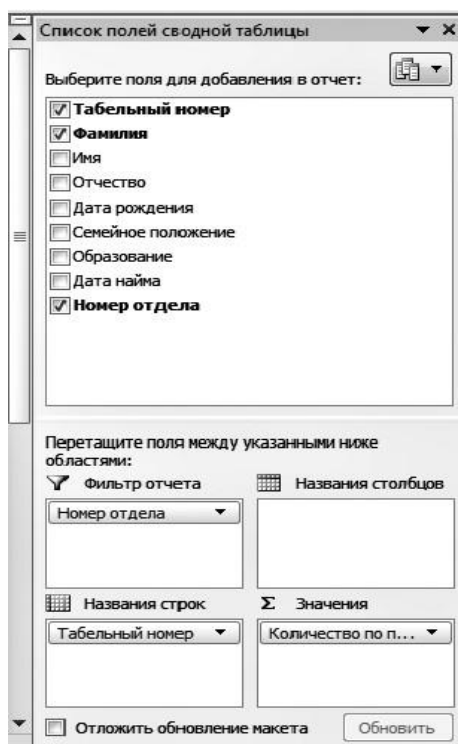 Список полей сводной таблицы
Выберите поля для добавления в отчет:
Табельный номер
Фамилия
Имя
Отчество
Дата рождения
Семейное положение
Образование
Дата найма
Номер отдела
Перетащите поля между указанными ниже
областями:
Фильтр отчета
Названия столбцов
Номер отдела
Названия строк
Σ Значения
Табельный номер
Количество по п...
Отложить обновление макета
Обновить